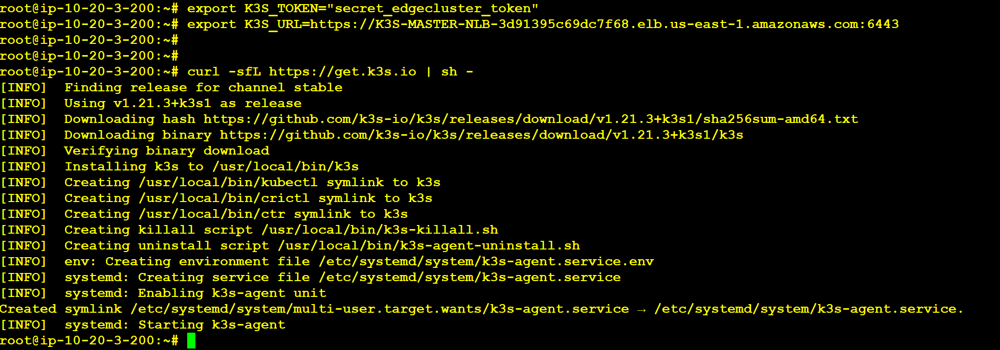 root@ip-10-20-3-200:~# export K3S_TOKEN="secret_edgecluster_token"
root@ip-10-20-3-200:~# export K3S_URL=https://K3S-MASTER-NLB-3d91395c69dc7f68.elb.us-east-1.amazonaws.com:6443
root@ip-10-20-3-200:~#
root@ip-10-20-3-200:~#
root@ip-10-20-3-200:~# curl -sfL https://get.k3s.io | sh -
[INFO]  Finding release for channel stable
[INFO]  Using v1.21.3+k3s1 as release
[INFO]  Downloading hash https://github.com/k3s-io/k3s/releases/download/v1.21.3+k3s1/sha256sum-amd64.txt
[INFO]  Downloading binary https://github.com/k3s-io/k3s/releases/download/v1.21.3+k3s1/k3s
[INFO]  Verifying binary download
[INFO]  Installing k3s to /usr/local/bin/k3s
[INFO]  Creating /usr/local/bin/kubectl symlink to k3s
[INFO]  Creating /usr/local/bin/crictl symlink to k3s
[INFO]  Creating /usr/local/bin/ctr symlink to k3s
[INFO]  Creating killall script /usr/local/bin/k3s-killall.sh
[INFO]  Creating uninstall script /usr/local/bin/k3s-agent-uninstall.sh
[INFO]  env: Creating environment file /etc/systemd/system/k3s-agent.service.env
[INFO]  systemd: Creating service file /etc/systemd/system/k3s-agent.service
[INFO]  systemd: Enabling k3s-agent unit
Created symlink /etc/systemd/system/multi-user.target.wants/k3s-agent.service → /etc/systemd/system/k3s-agent.service.
[INFO]  systemd: Starting k3s-agent
root@ip-10-20-3-200:~#